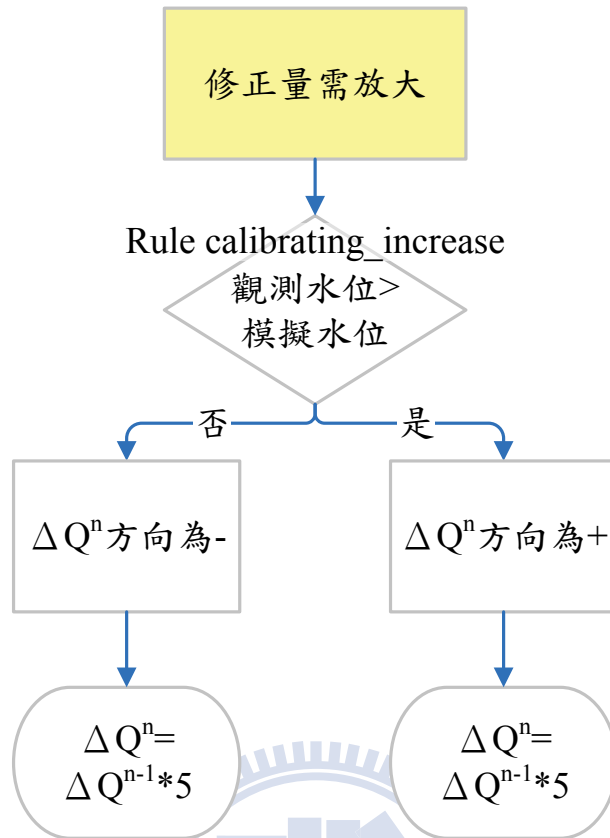 修正量需放大
Rule calibrating_increase
觀測水位>
模擬水位
否
是
ΔQⁿ方向為-
ΔQⁿ方向為+
ΔQⁿ=
ΔQⁿ⁻¹*5
ΔQⁿ=
ΔQⁿ⁻¹*5